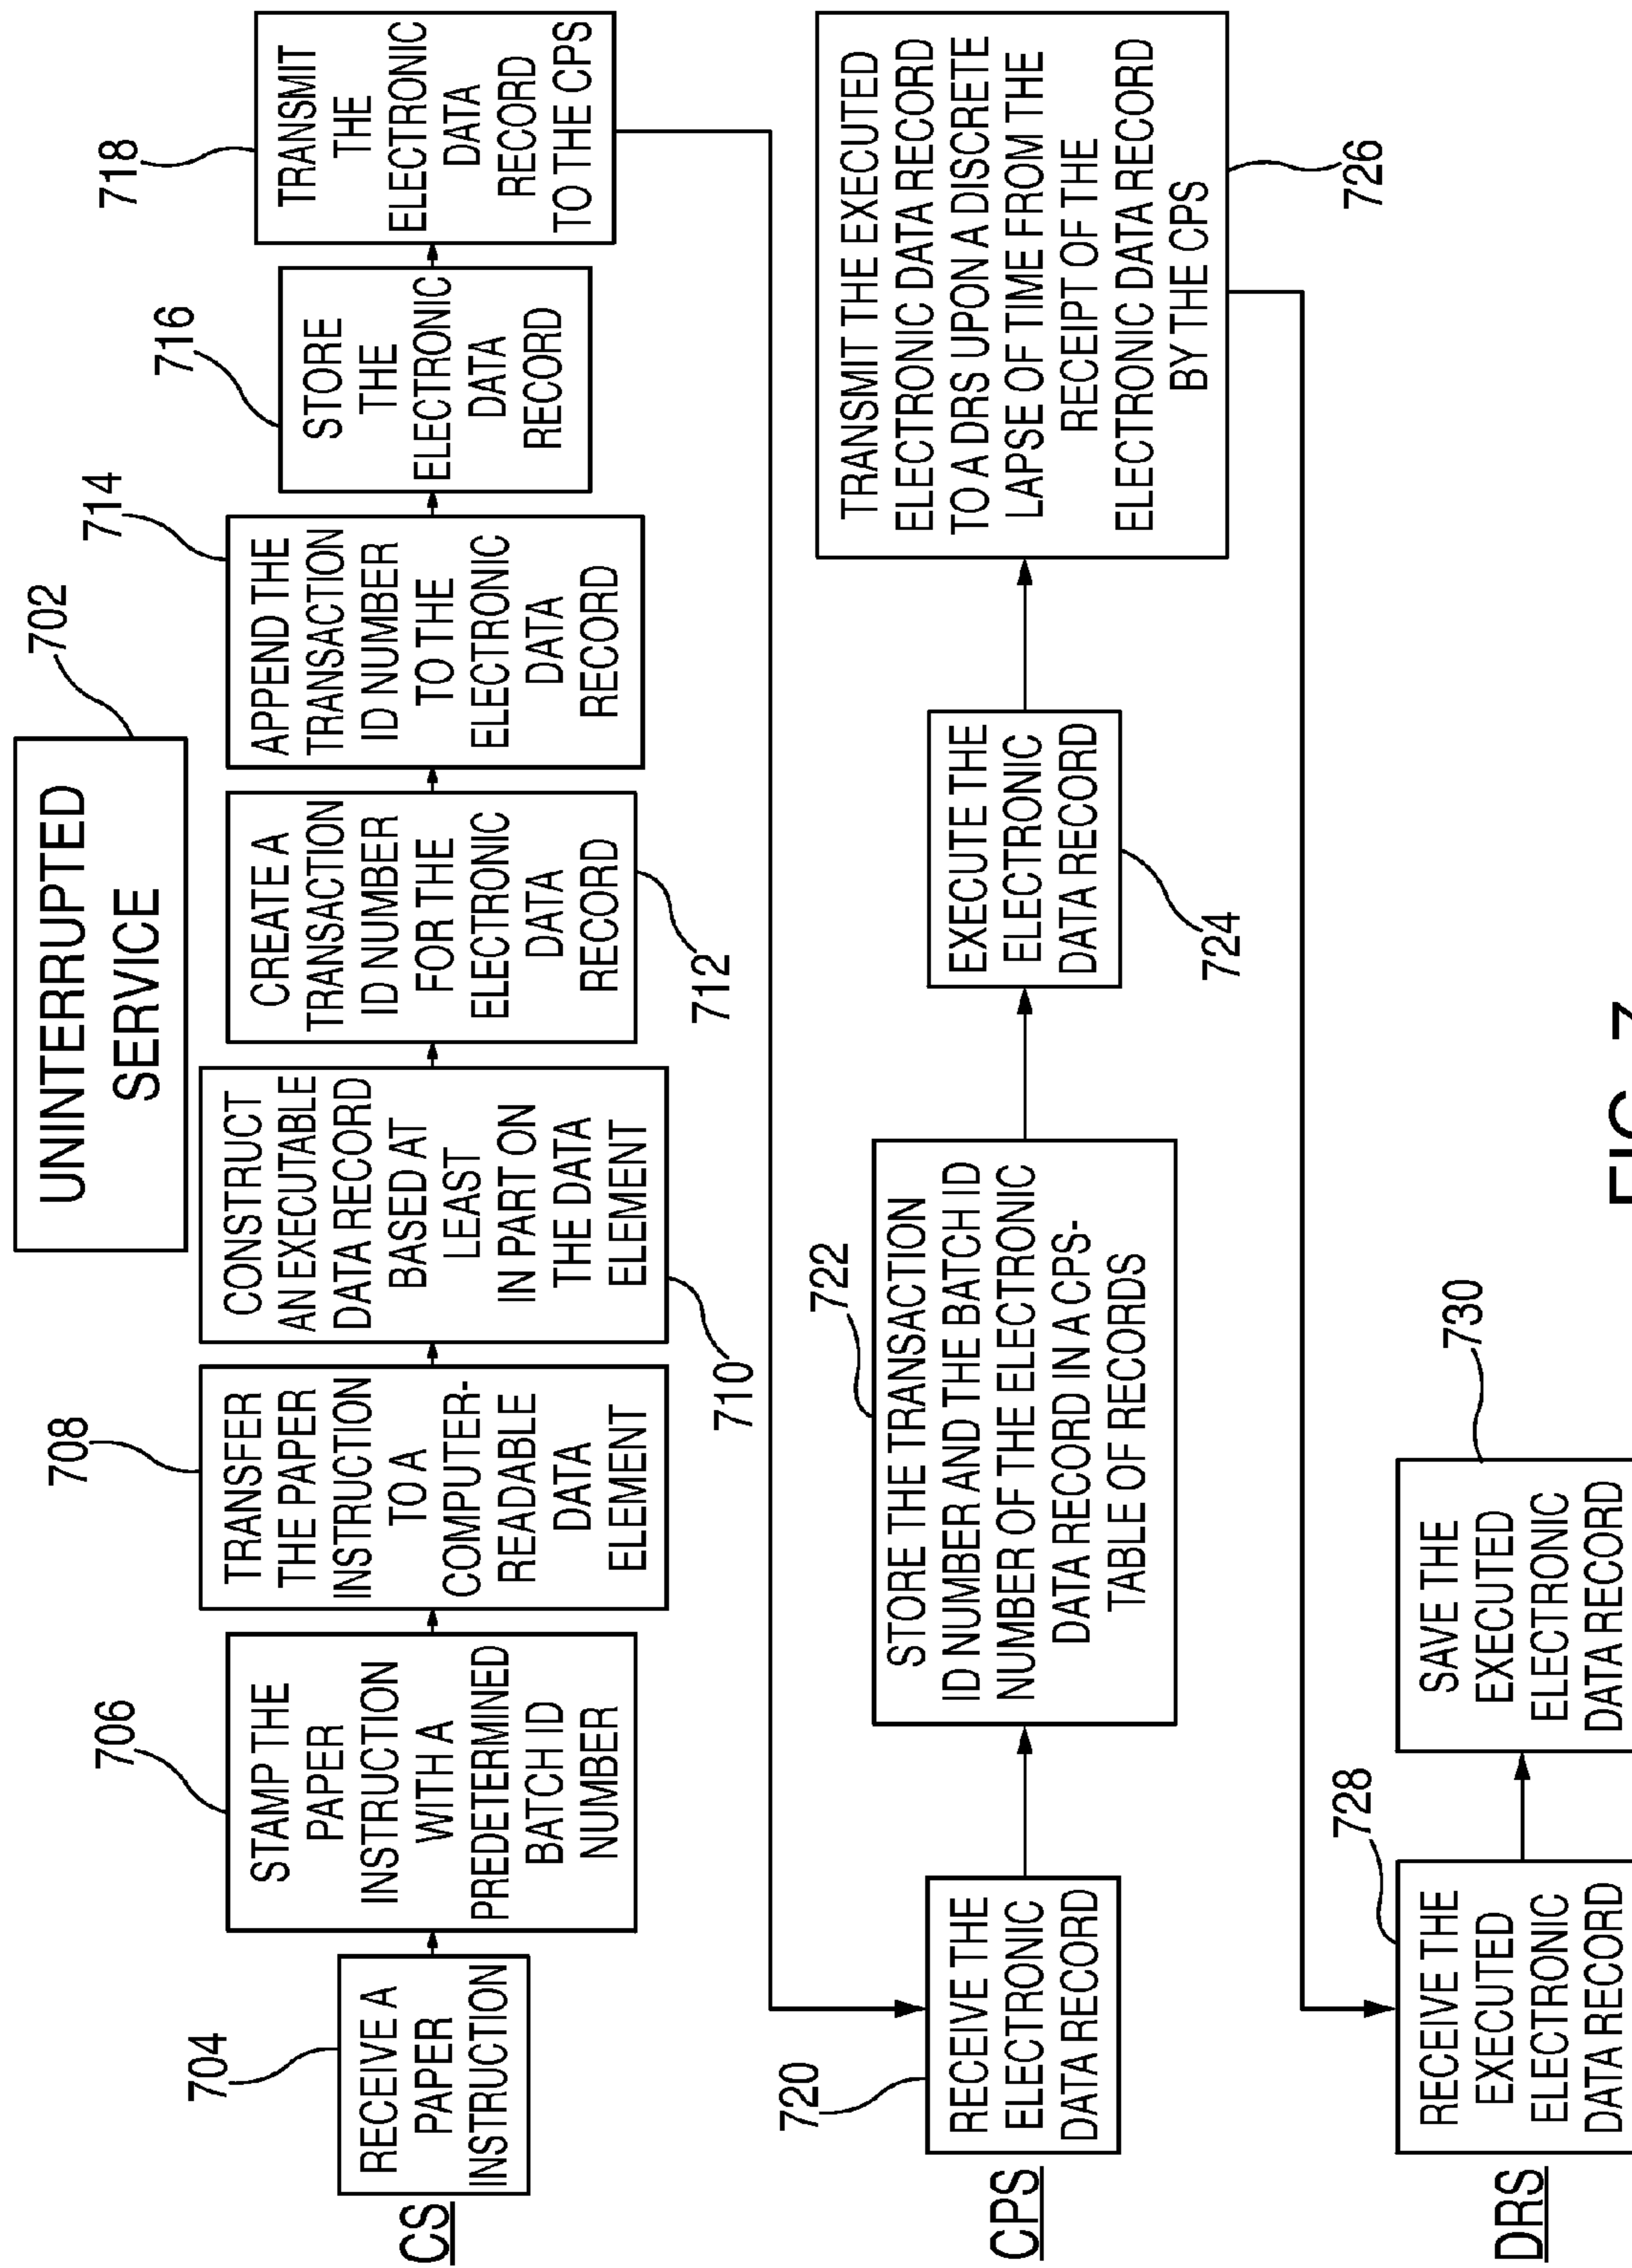 UNINTERRUPTED
SERVICE
702
CS
704
RECEIVE A
PAPER
INSTRUCTION
706
STAMP THE
PAPER
INSTRUCTION
WITH A
PREDETERMINED
BATCH ID
NUMBER
708
TRANSFER
THE PAPER
INSTRUCTION
TO A
COMPUTER-
READABLE
DATA
ELEMENT
CONSTRUCT
AN EXECUTABLE
DATA RECORD
BASED AT
LEAST
IN PART ON
THE DATA
ELEMENT
710
CREATE A
TRANSACTION
ID NUMBER
FOR THE
ELECTRONIC
DATA
RECORD
712
714
APPEND THE
TRANSACTION
ID NUMBER
TO THE
ELECTRONIC
DATA
RECORD
716
STORE
THE
ELECTRONIC
DATA
RECORD
718
TRANSMIT
THE
ELECTRONIC
DATA
RECORD
TO THE CPS
CPS
720
RECEIVE THE
ELECTRONIC
DATA RECORD
722
STORE THE TRANSACTION
ID NUMBER AND THE BATCH ID
NUMBER OF THE ELECTRONIC
DATA RECORD IN A CPS-
TABLE OF RECORDS
EXECUTE THE
ELECTRONIC
DATA RECORD
724
TRANSMIT THE EXECUTED
ELECTRONIC DATA RECORD
TO A DRS UPON A DISCRETE
LAPSE OF TIME FROM THE
RECEIPT OF THE
ELECTRONIC DATA RECORD
BY THE CPS
726
DRS
728
RECEIVE THE
EXECUTED
ELECTRONIC
DATA RECORD
730
SAVE THE
EXECUTED
ELECTRONIC
DATA RECORD